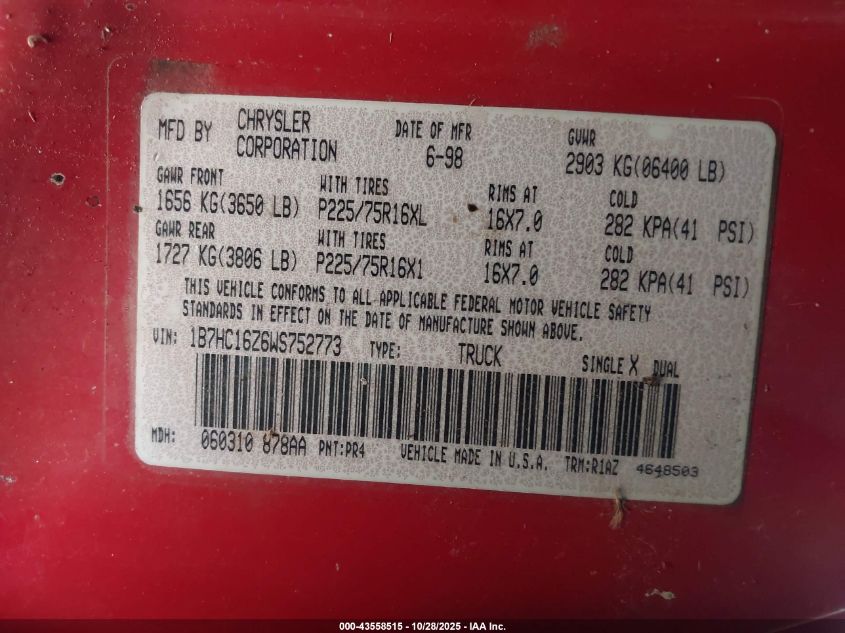 MFD BY CHRYSLER CORPORATION DATE OF MFR 6-98 GVWR 2903 KG(06400 LB)
GAWR FRONT WITH TIRES RIMS AT COLD
1656 KG(3650 LB) P225/75R16XL 16X7.0 282 KPA(41 PSI)
GAWR REAR WITH TIRES RIMS AT COLD
1727 KG(3806 LB) P225/75R16X1 16X7.0 282 KPA(41 PSI)
THIS VEHICLE CONFORMS TO ALL APPLICABLE FEDERAL MOTOR VEHICLE SAFETY
STANDARDS IN EFFECT ON THE DATE OF MANUFACTURE SHOWN ABOVE.
VIN: 1B7HC16Z6WS752773 TYPE: TRUCK SINGLE X DUAL
MDH: 060310 878AA PNT:PR4 VEHICLE MADE IN U.S.A. TRM:R1AZ 4648503
000-43558515 - 10/28/2025 - IAA Inc.